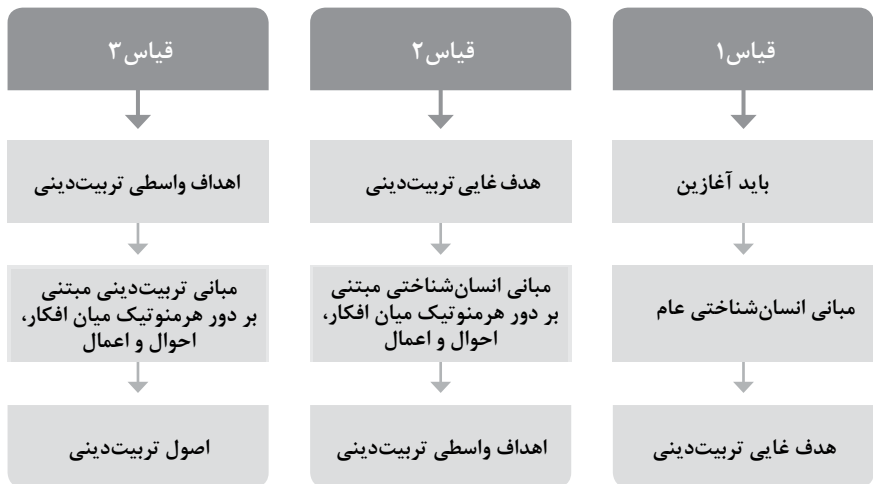 قیاس۱
باید آغازین
مبانی انسان‌شناختی عام
هدف غایی تربیت‌دینی
قیاس۲
هدف غایی تربیت‌دینی
مبانی انسان‌شناختی مبتنی
بر دور هرمنوتیک میان افکار،
احوال و اعمال
اهداف واسطی تربیت‌دینی
قیاس۳
اهداف واسطی تربیت‌دینی
مبانی تربیت‌دینی مبتنی
بر دور هرمنوتیک میان افکار،
احوال و اعمال
اصول تربیت‌دینی